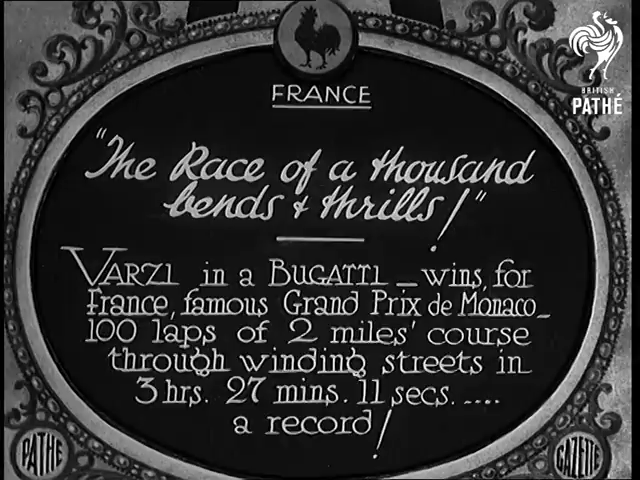 BRITISH
PATHÉ
FRANCE
"The Race of a thousand
bends & thrills!"
VARZI in a BUGATTI _ wins, for
France, famous Grand Prix de Monaco_
100 laps of 2 miles' course
through winding streets in
3 hrs. 27 mins. 11 secs. ....
a record!
PATHE
GAZETTE